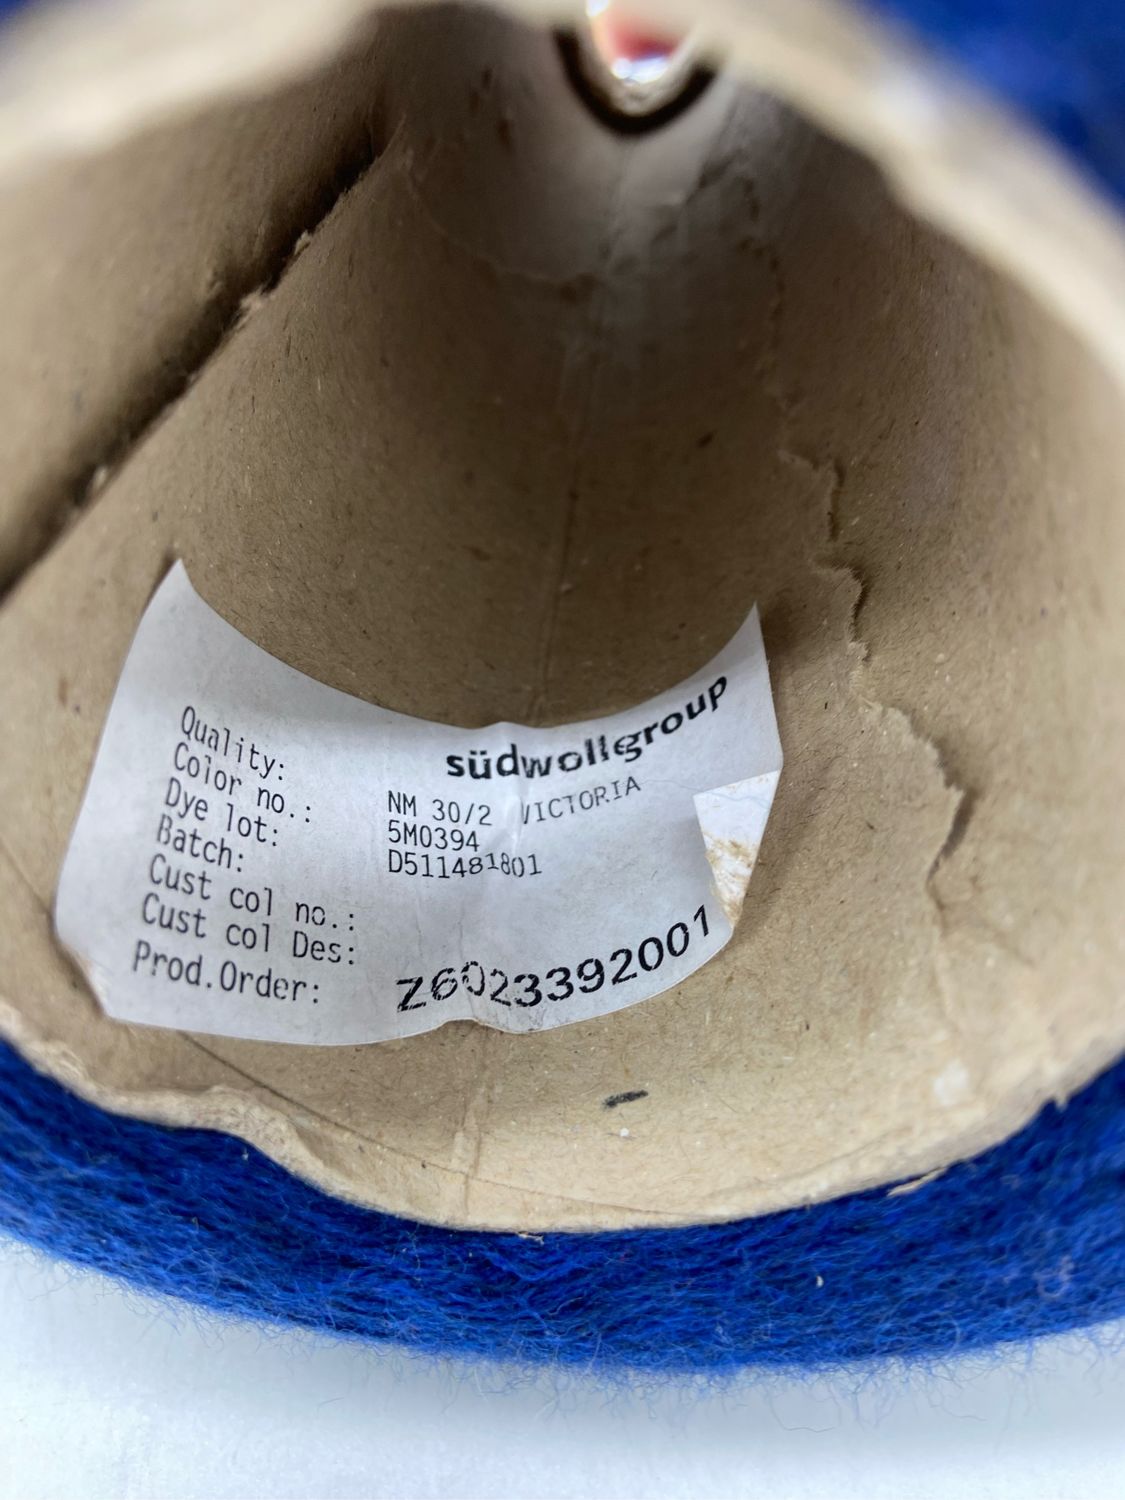 südwollgroup
Quality: NM 30/2 VICTORIA
Color no.: 5M0394
Dye lot: D511481801
Batch:
Cust col no.:
Cust col Des:
Prod.Order: Z6023392001